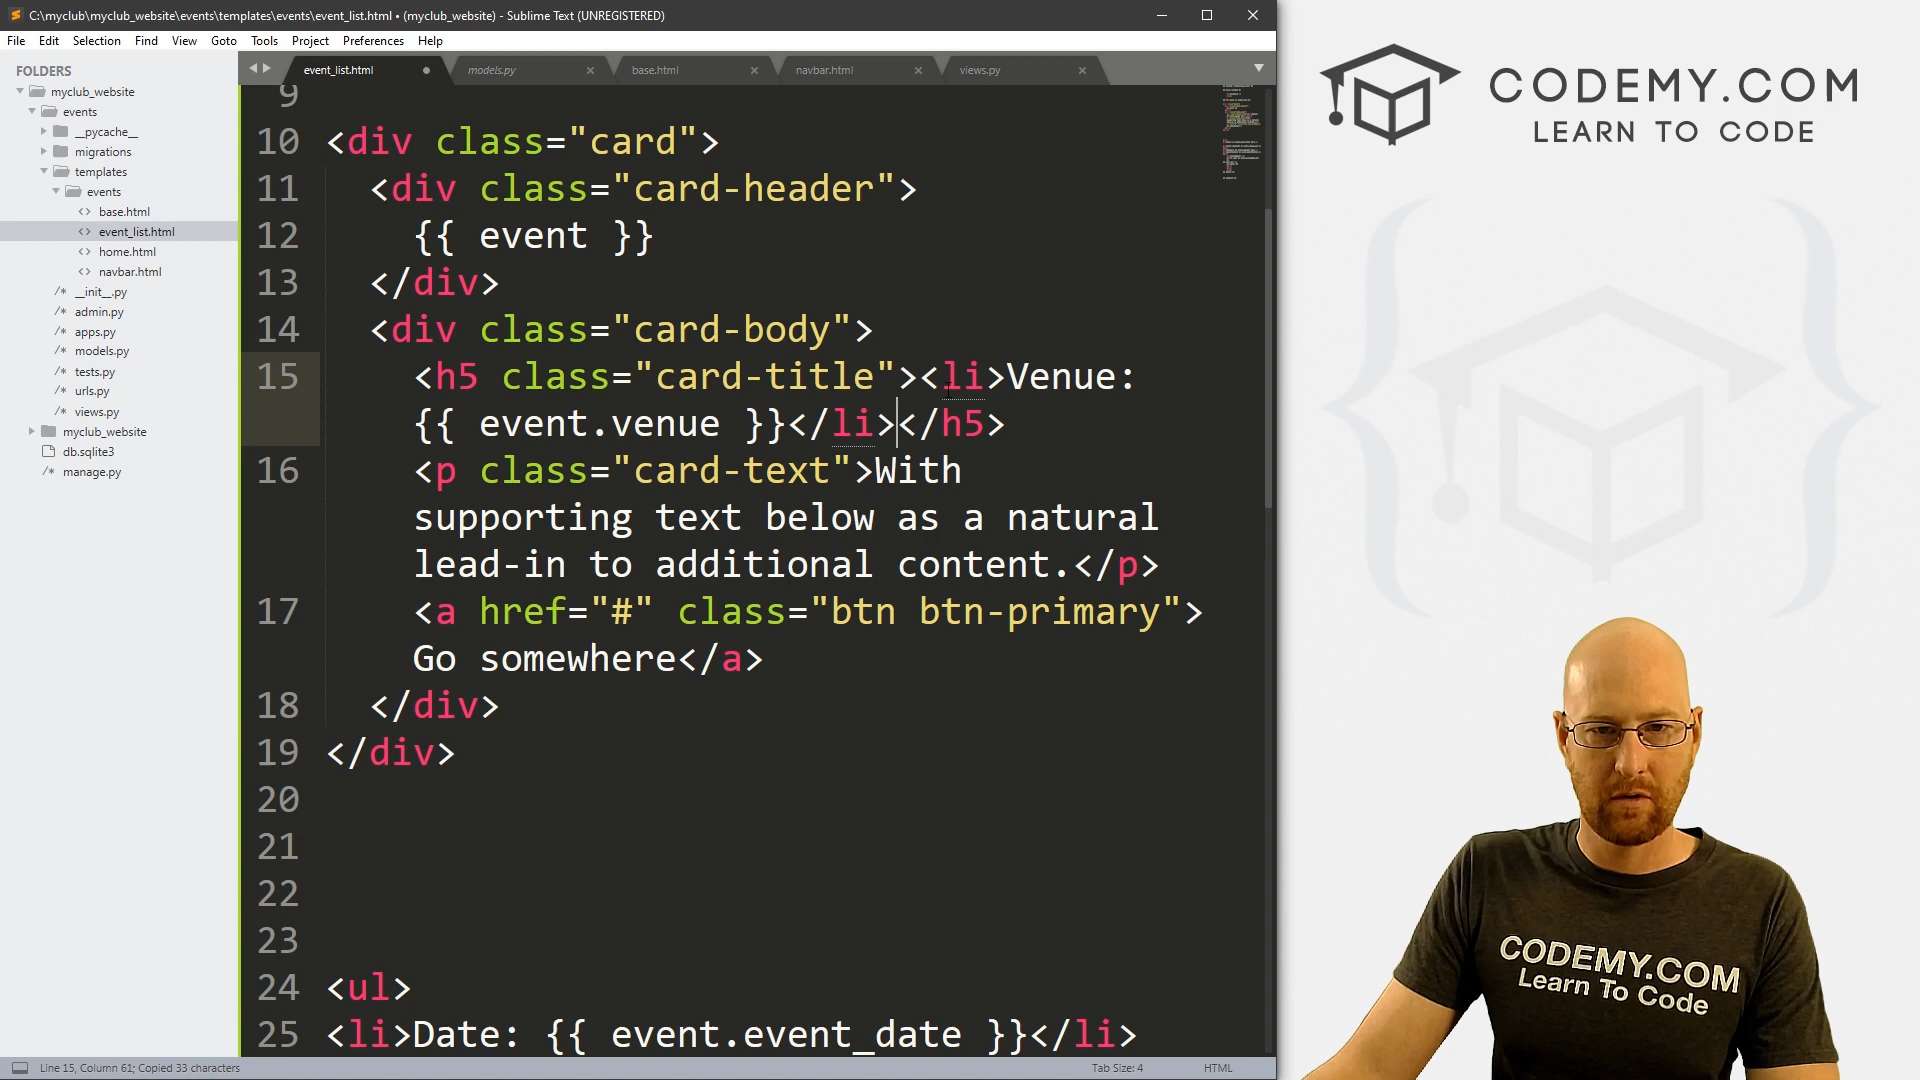 C:\myclub\myclub_website\events\templates\events\event_list.html • (myclub_website) - Sublime Text (UNREGISTERED)
File Edit Selection Find View Goto Tools Project Preferences Help
FOLDERS
myclub_website
events
__pycache__
migrations
templates
events
base.html
event_list.html
home.html
navbar.html
__init__.py
admin.py
apps.py
models.py
tests.py
urls.py
views.py
myclub_website
db.sqlite3
manage.py
event_list.html models.py base.html navbar.html views.py
9
10 <div class="card">
11 <div class="card-header">
12 {{ event }}
13 </div>
14 <div class="card-body">
15 <h5 class="card-title"><li>Venue:
{{ event.venue }}</li></h5>
16 <p class="card-text">With
supporting text below as a natural
lead-in to additional content.</p>
17 <a href="#" class="btn btn-primary">
Go somewhere</a>
18 </div>
19 </div>
20
21
22
23
24 <ul>
25 <li>Date: {{ event.event_date }}</li>
Line 15, Column 61; Copied 33 characters
Tab Size: 4 HTML
CODEMY.COM
LEARN TO CODE
CODEMY.COM
Learn To Code